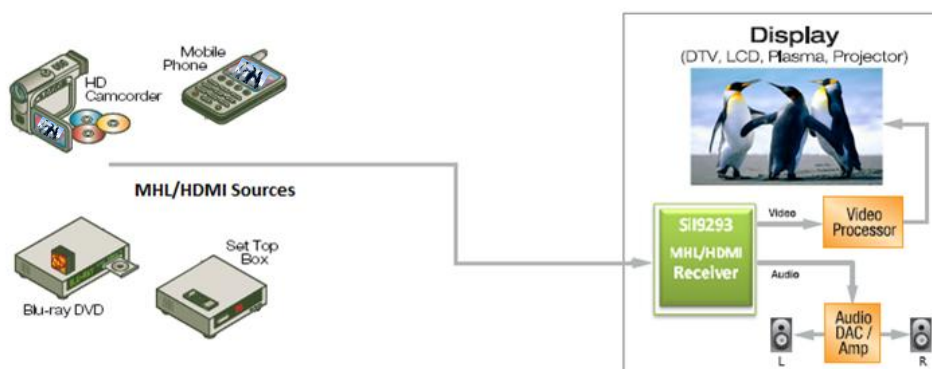 Mobile
Phone
HD
Camcorder
MHL/HDMI Sources
Set Top
Box
Blu-ray DVD
Display
(DTV, LCD, Plasma, Projector)
SiI9293
MHL/HDMI
Receiver
Video
Video
Processor
Audio
Audio
DAC /
Amp
L
R